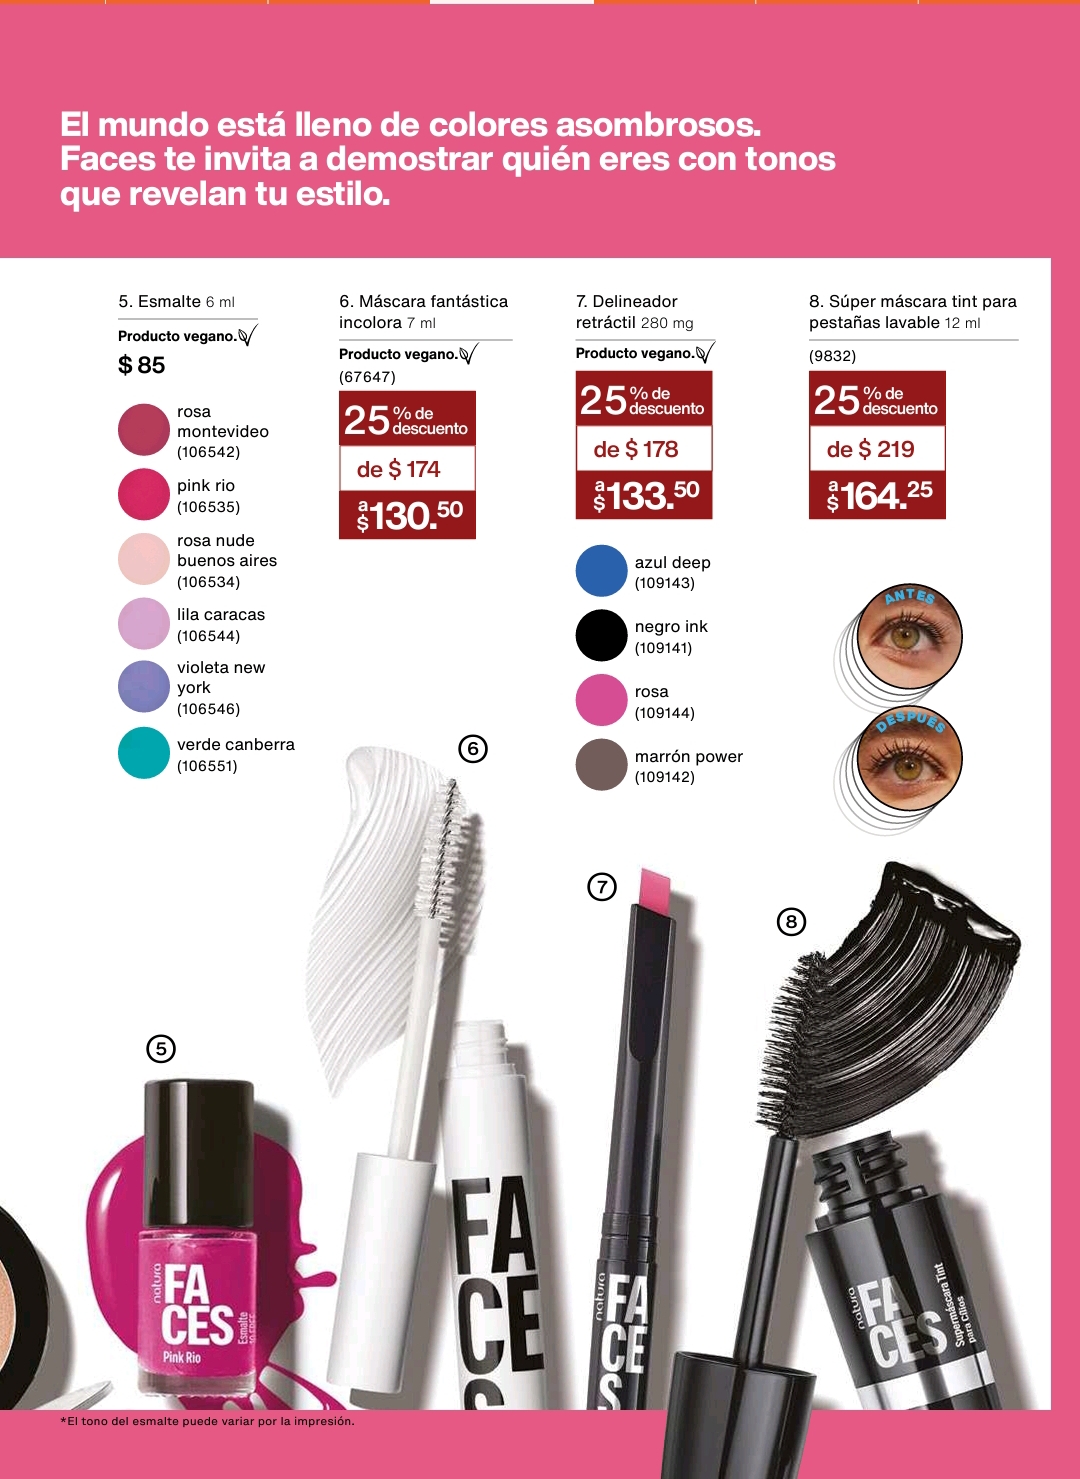 El mundo está lleno de colores asombrosos.
Faces te invita a demostrar quién eres con tonos
que revelan tu estilo.
5. Esmalte 6 ml
Producto vegano.
$ 85
rosa
montevideo
(106542)
pink rio
(106535)
rosa nude
buenos aires
(106534)
lila caracas
(106544)
violeta new
york
(106546)
verde canberra
(106551)
6. Máscara fantástica
incolora 7 ml
Producto vegano.
(67647)
25 % de
descuento
de $ 174
a
$130.50
7. Delineador
retráctil 280 mg
Producto vegano.
25 % de
descuento
de $ 178
a
$133.50
azul deep
(109143)
negro ink
(109141)
rosa
(109144)
marrón power
(109142)
8. Súper máscara tint para
pestañas lavable 12 ml
(9832)
25 % de
descuento
de $ 219
a
$164.25
ANTES
DESPUÉS
6
7
8
5
natura
FA
CES
Esmalte
Pink Rio
FA
CE
S
natura
FA
CE
S
natura
FA
CES
Supermáscara Tint
para Cílios
*El tono del esmalte puede variar por la impresión.